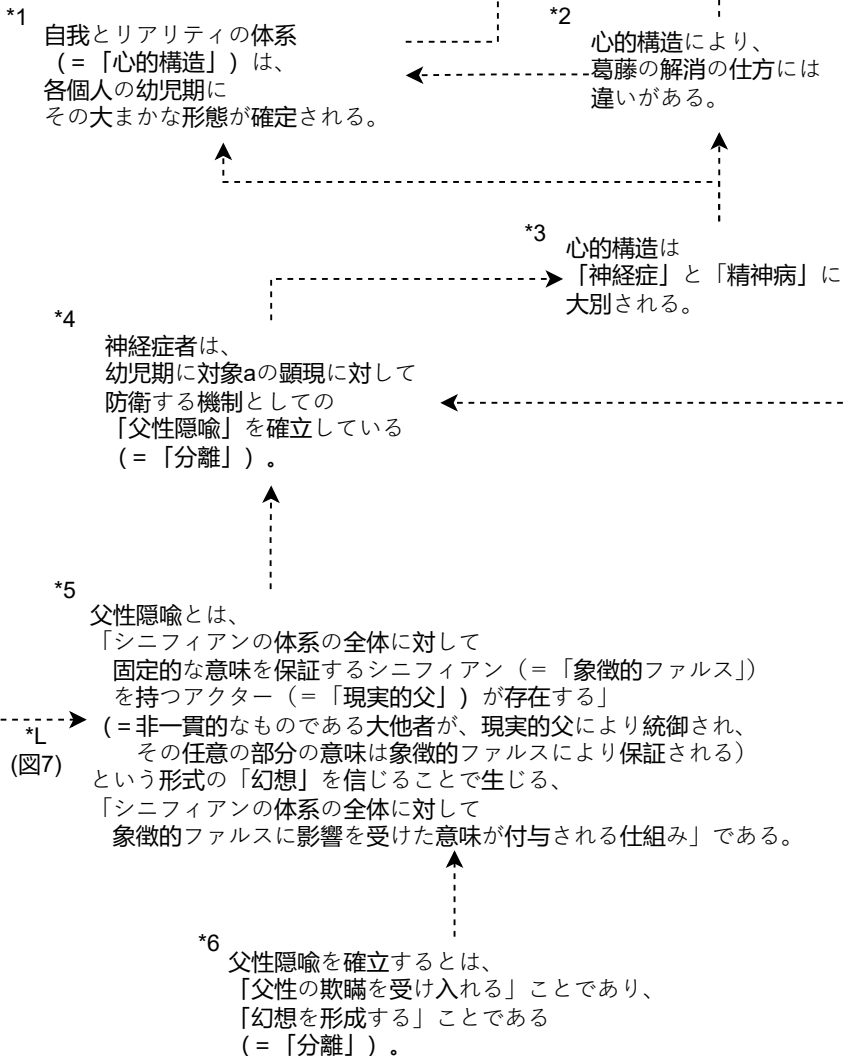 *1
自我とリアリティの体系
(=「心的構造」) は、
各個人の幼児期に
その大まかな形態が確定される。
*2
心的構造により、
葛藤の解消の仕方には
違いがある。
*3
心的構造は
「神経症」と「精神病」に
大別される。
*4
神経症者は、
幼児期に対象aの顕現に対して
防衛する機制としての
「父性隠喩」を確立している
(=「分離」) 。
*5
父性隠喩とは、
「シニフィアンの体系の全体に対して
固定的な意味を保証するシニフィアン (=「象徴的ファルス」)
を持つアクター (=「現実的父」) が存在する」
(=非一貫的なものである大他者が、現実的父により統御され、
その任意の部分の意味は象徴的ファルスにより保証される)
という形式の「幻想」を信じることで生じる、
「シニフィアンの体系の全体に対して
象徴的ファルスに影響を受けた意味が付与される仕組み」である。
*L
(図7)
*6
父性隠喩を確立するとは、
「父性の欺瞞を受け入れる」ことであり、
「幻想を形成する」ことである
(=「分離」) 。